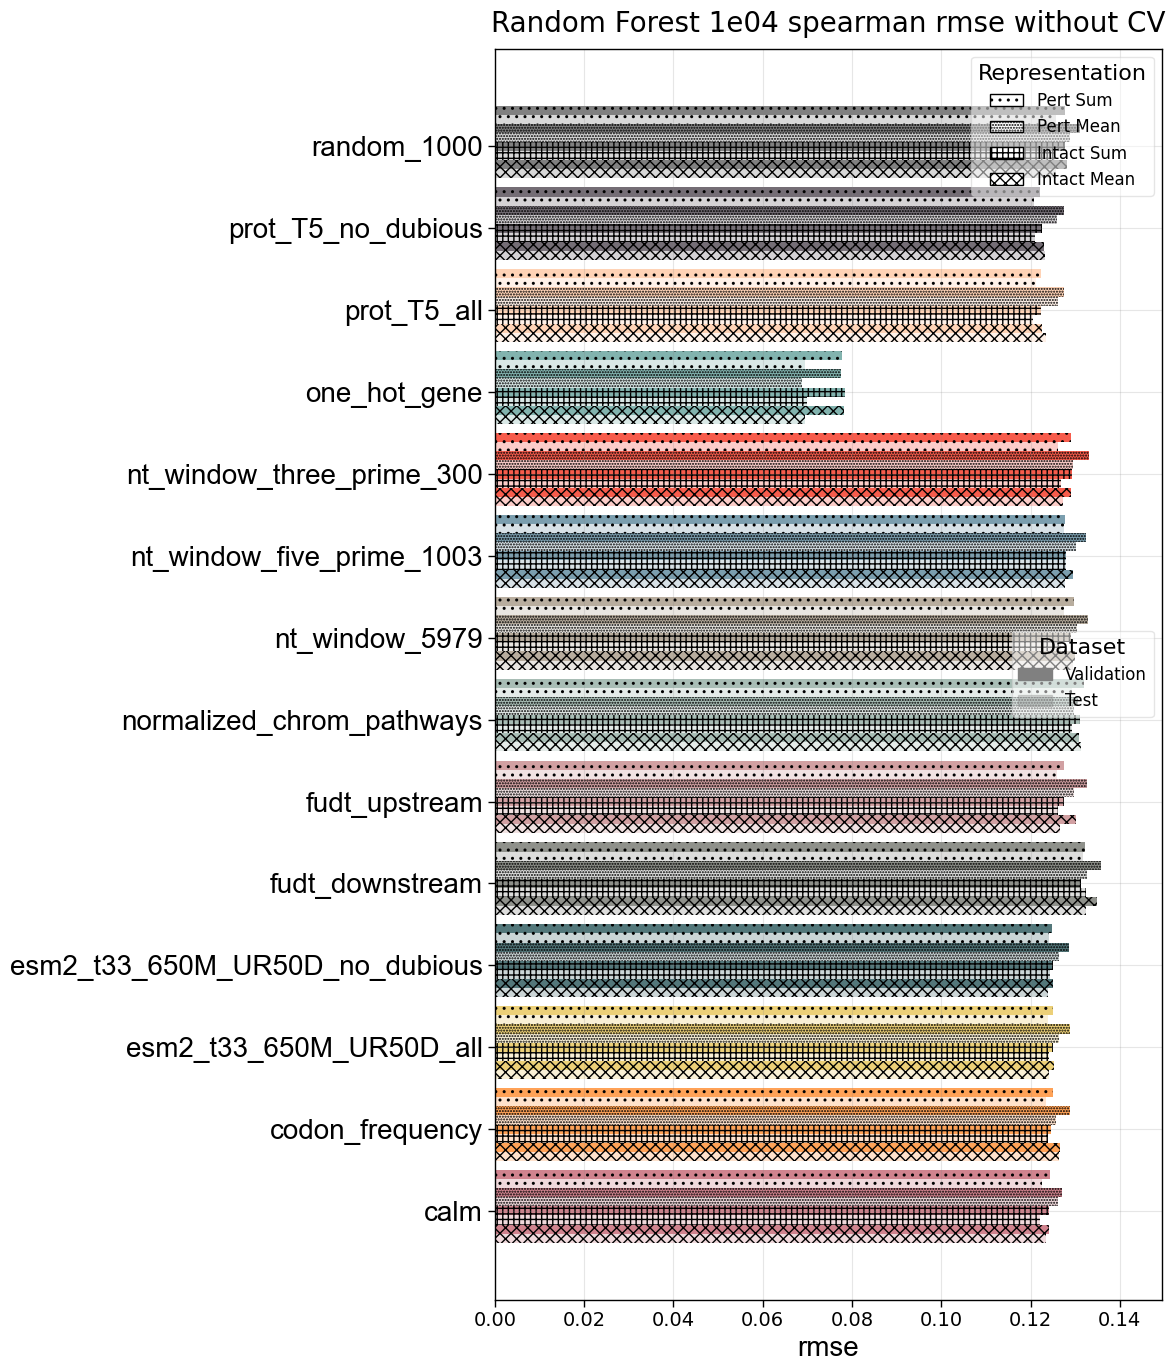 Random Forest 1e04 spearman rmse without CV
Representation
Pert Sum
Pert Mean
Intact Sum
Intact Mean
random_1000
prot_T5_no_dubious
prot_T5_all
one_hot_gene
nt_window_three_prime_300
nt_window_five_prime_1003
nt_window_5979
Dataset
Validation
Test
normalized_chrom_pathways
fudt_upstream
fudt_downstream
esm2_t33_650M_UR50D_no_dubious
esm2_t33_650M_UR50D_all
codon_frequency
calm
0.00 0.02 0.04 0.06 0.08 0.10 0.12 0.14
rmse